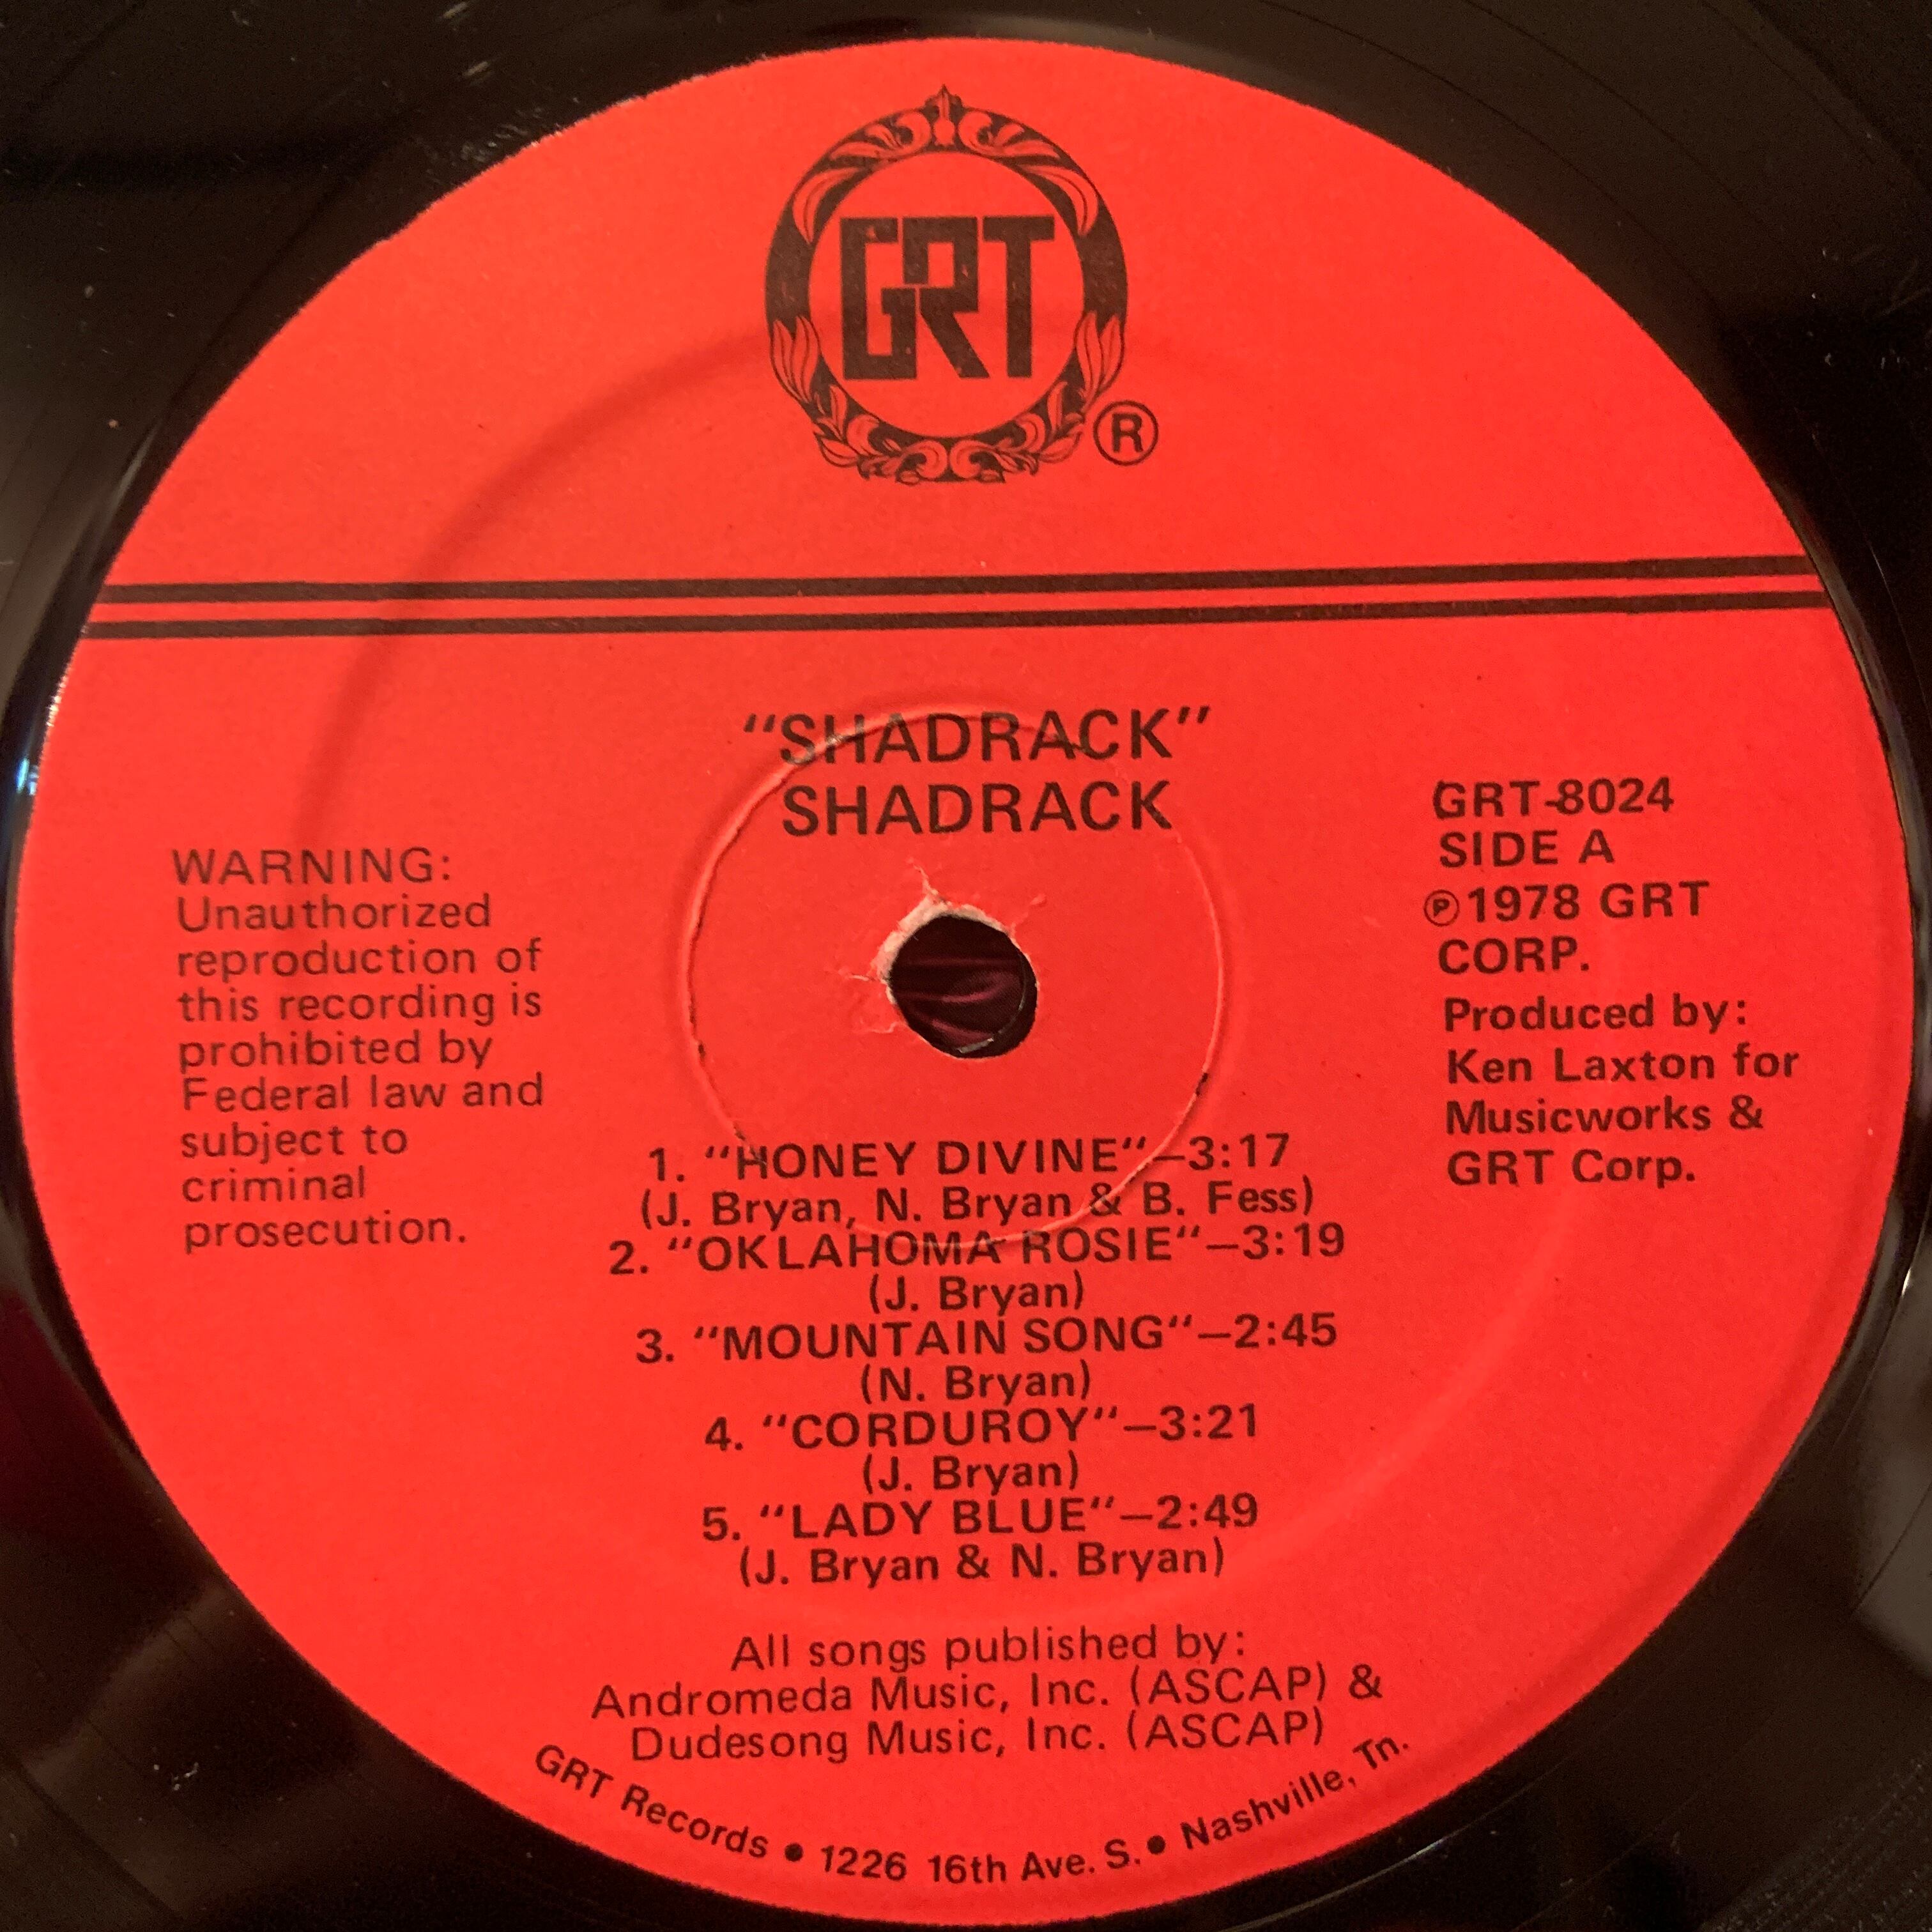 GRT
®
"SHADRACK"
SHADRACK
WARNING:
Unauthorized
reproduction of
this recording is
prohibited by
Federal law and
subject to
criminal
prosecution.
GRT-8024
SIDE A
℗1978 GRT
CORP.
Produced by:
Ken Laxton for
Musicworks &
GRT Corp.
1. "HONEY DIVINE"—3:17
(J. Bryan, N. Bryan & B. Fess)
2. "OKLAHOMA ROSIE"—3:19
(J. Bryan)
3. "MOUNTAIN SONG"—2:45
(N. Bryan)
4. "CORDUROY"—3:21
(J. Bryan)
5. "LADY BLUE"—2:49
(J. Bryan & N. Bryan)
All songs published by:
Andromeda Music, Inc. (ASCAP) &
Dudesong Music, Inc. (ASCAP)
GRT Records • 1226 16th Ave. S. • Nashville, Tn.